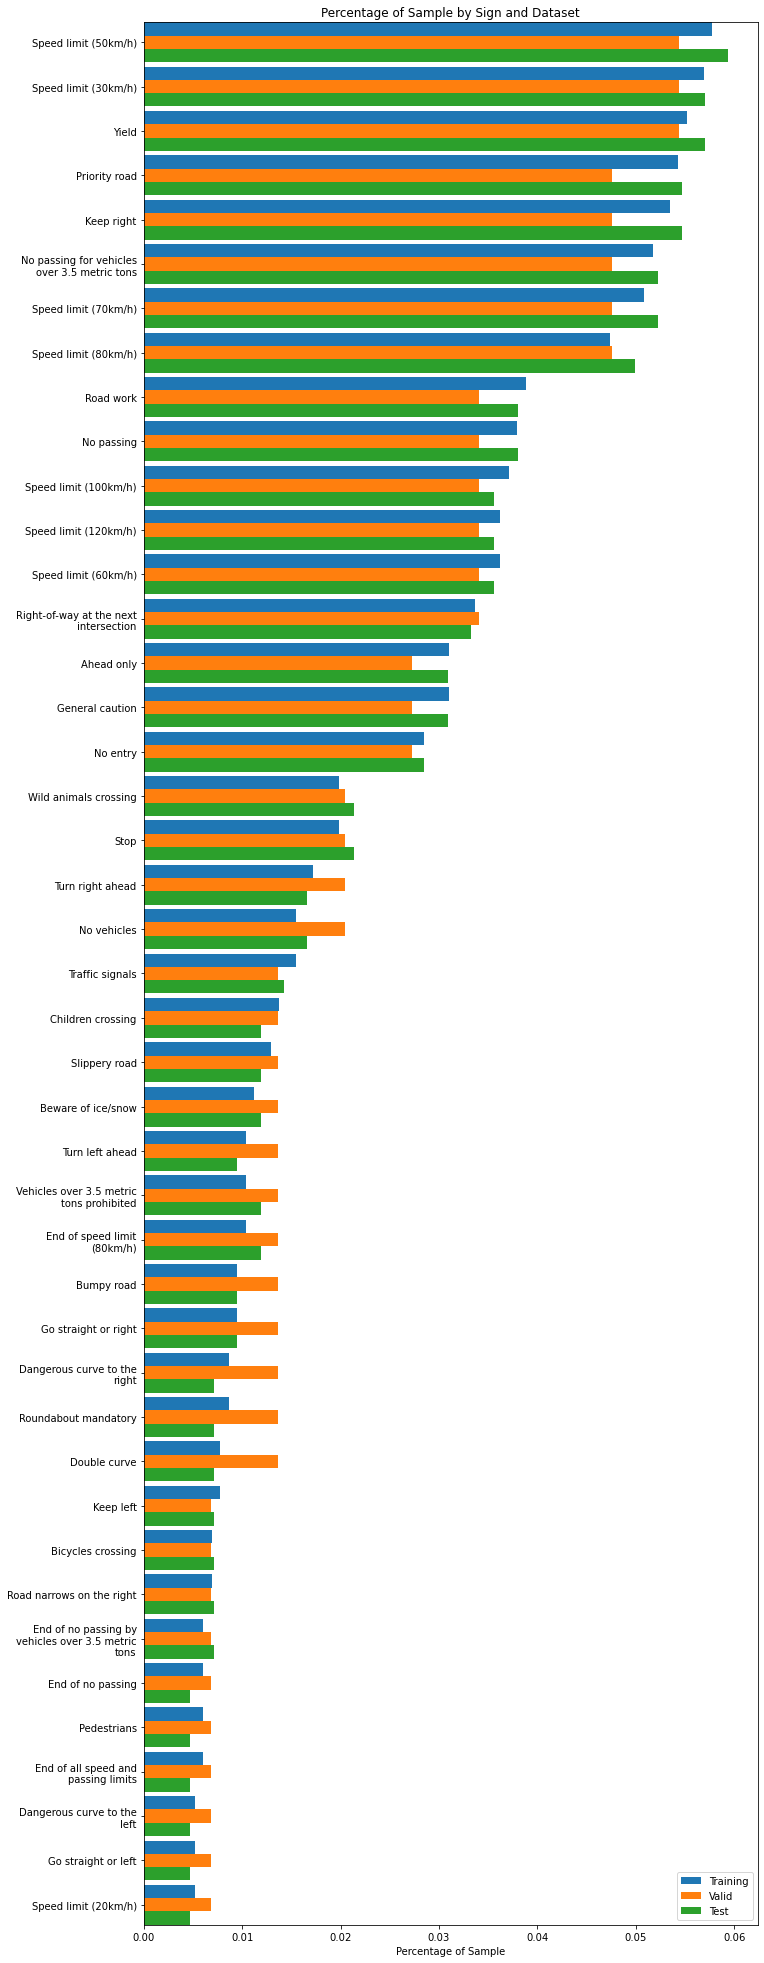 Percentage of Sample by Sign and Dataset
Speed limit (50km/h)
Speed limit (30km/h)
Yield
Priority road
Keep right
No passing for vehicles
over 3.5 metric tons
Speed limit (70km/h)
Speed limit (80km/h)
Road work
No passing
Speed limit (100km/h)
Speed limit (120km/h)
Speed limit (60km/h)
Right-of-way at the next
intersection
Ahead only
General caution
No entry
Wild animals crossing
Stop
Turn right ahead
No vehicles
Traffic signals
Children crossing
Slippery road
Beware of ice/snow
Turn left ahead
Vehicles over 3.5 metric
tons prohibited
End of speed limit
(80km/h)
Bumpy road
Go straight or right
Dangerous curve to the
right
Roundabout mandatory
Double curve
Keep left
Bicycles crossing
Road narrows on the right
End of no passing by
vehicles over 3.5 metric
tons
End of no passing
Pedestrians
End of all speed and
passing limits
Dangerous curve to the
left
Go straight or left
Speed limit (20km/h)
Training
Valid
Test
0.00 0.01 0.02 0.03 0.04 0.05 0.06
Percentage of Sample